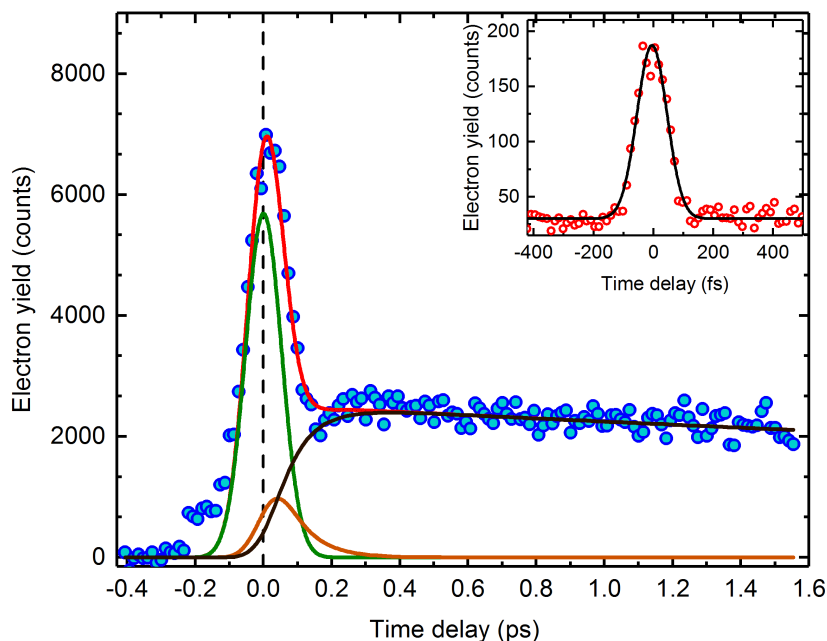 8000
6000
4000
2000
0
Electron yield (counts)
-0.4 -0.2 0.0 0.2 0.4 0.6 0.8 1.0 1.2 1.4 1.6
Time delay (ps)
200
150
100
50
Electron yield (counts)
-400 -200 0 200 400
Time delay (fs)